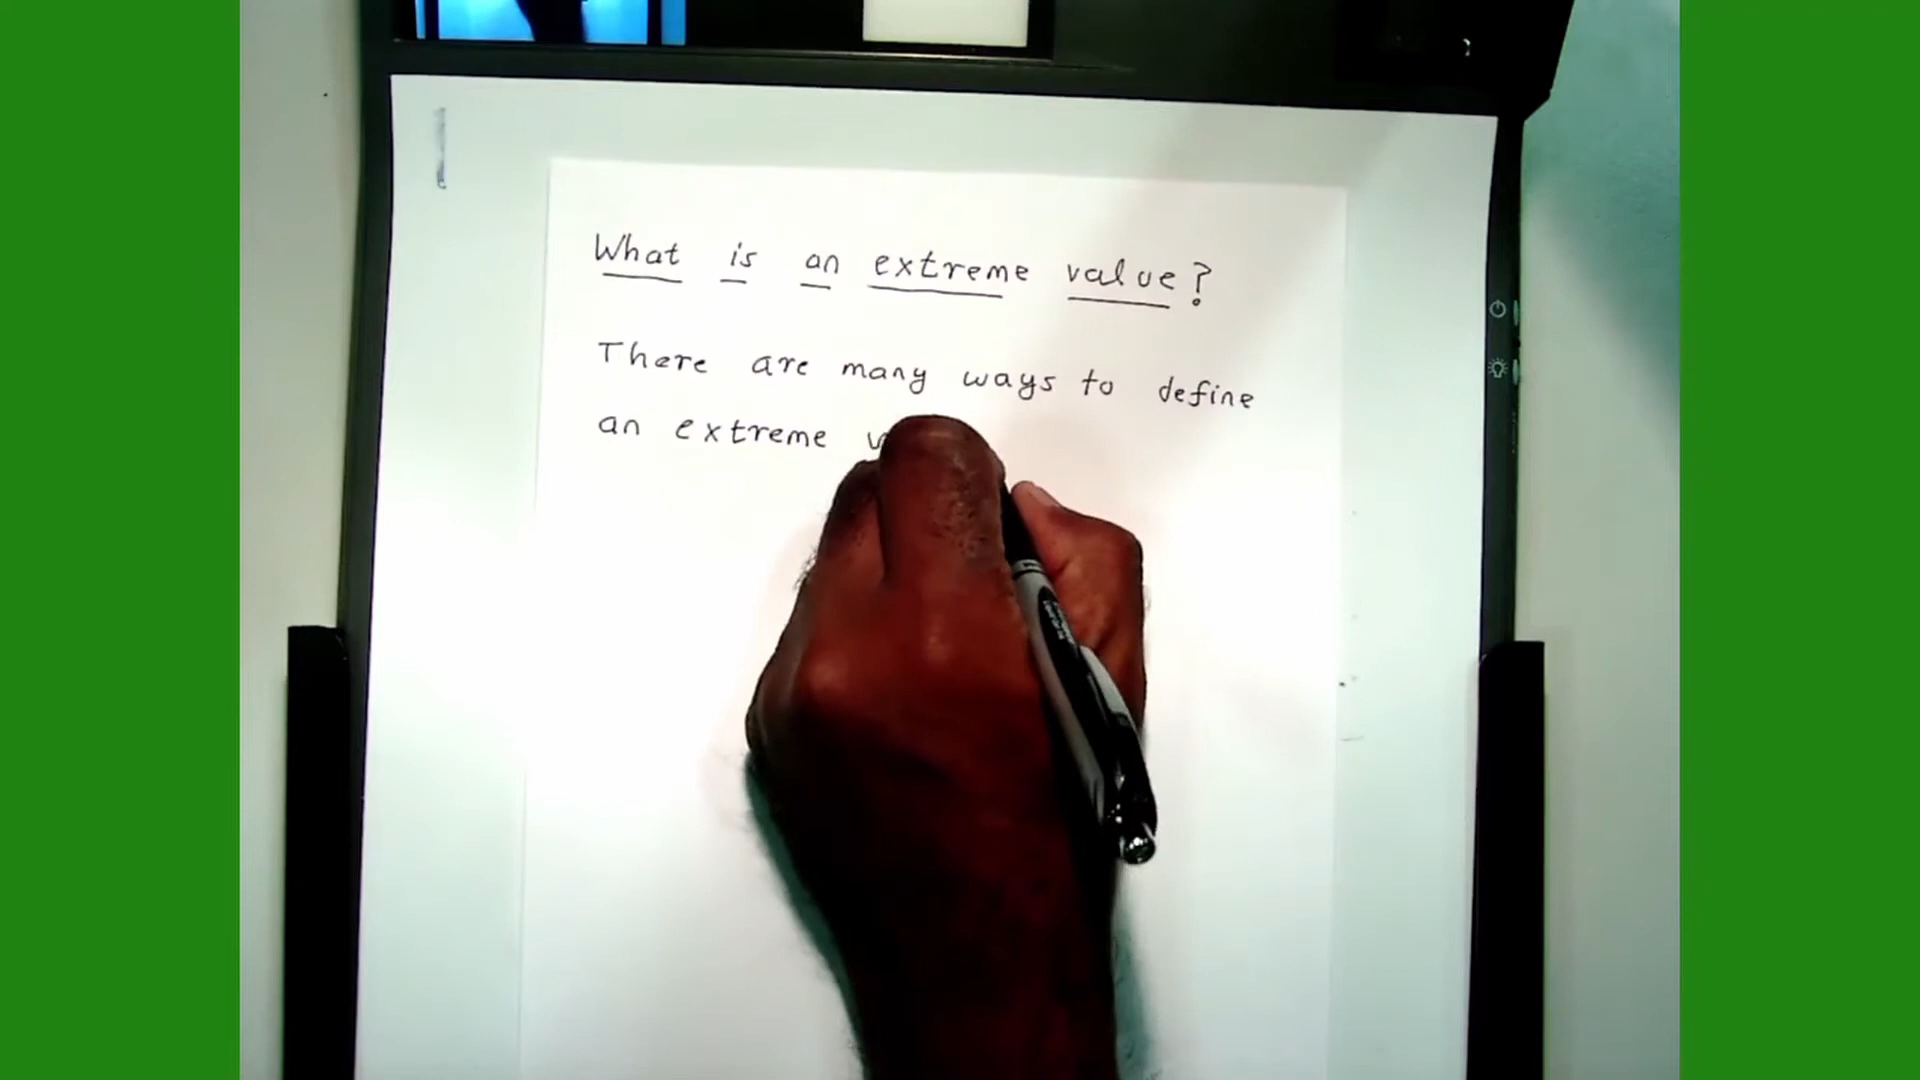 What is an extreme value?
There are many ways to define
an extreme